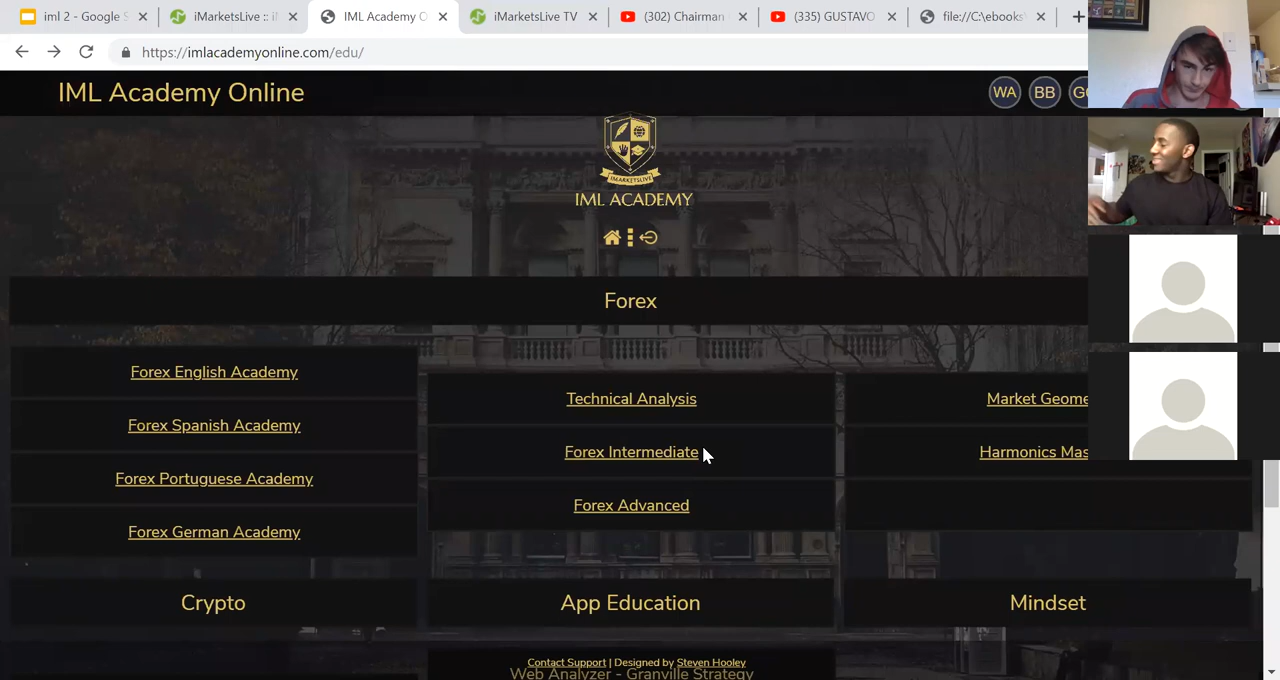 iml 2 - Google S
iMarketsLive :: iM
IML Academy O
iMarketsLive TV
(302) Chairman
(335) GUSTAVO
file://C:\ebooks\
https://imlacademyonline.com/edu/
IML Academy Online
WA
BB
IMARKETSLIVE
IML ACADEMY
Forex
Forex English Academy
Technical Analysis
Market Geome
Forex Spanish Academy
Forex Intermediate
Harmonics Mas
Forex Portuguese Academy
Forex Advanced
Forex German Academy
Crypto
App Education
Mindset
Contact Support | Designed by Steven Hooley
Web Analyzer - Granville Strategy